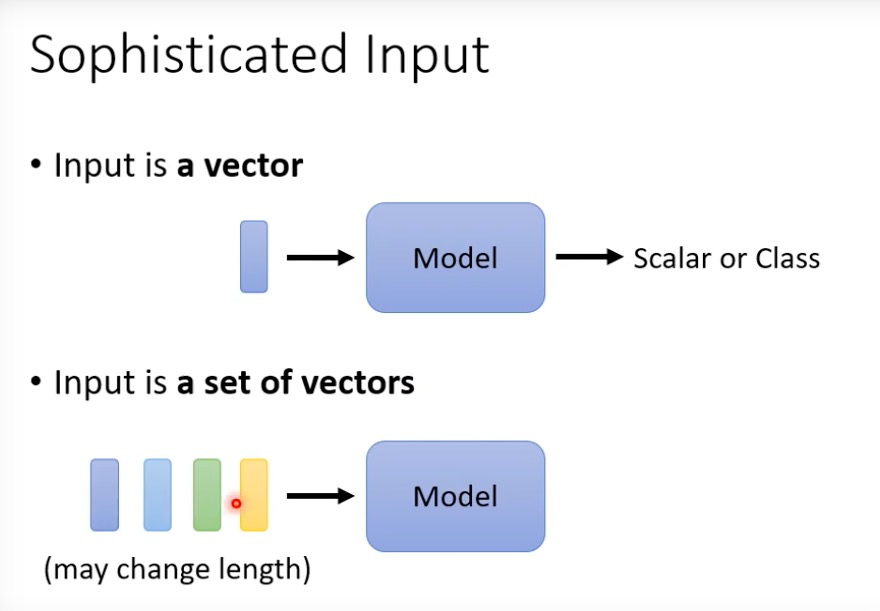 Sophisticated Input
• Input is a vector
Model
Scalar or Class
• Input is a set of vectors
Model
(may change length)